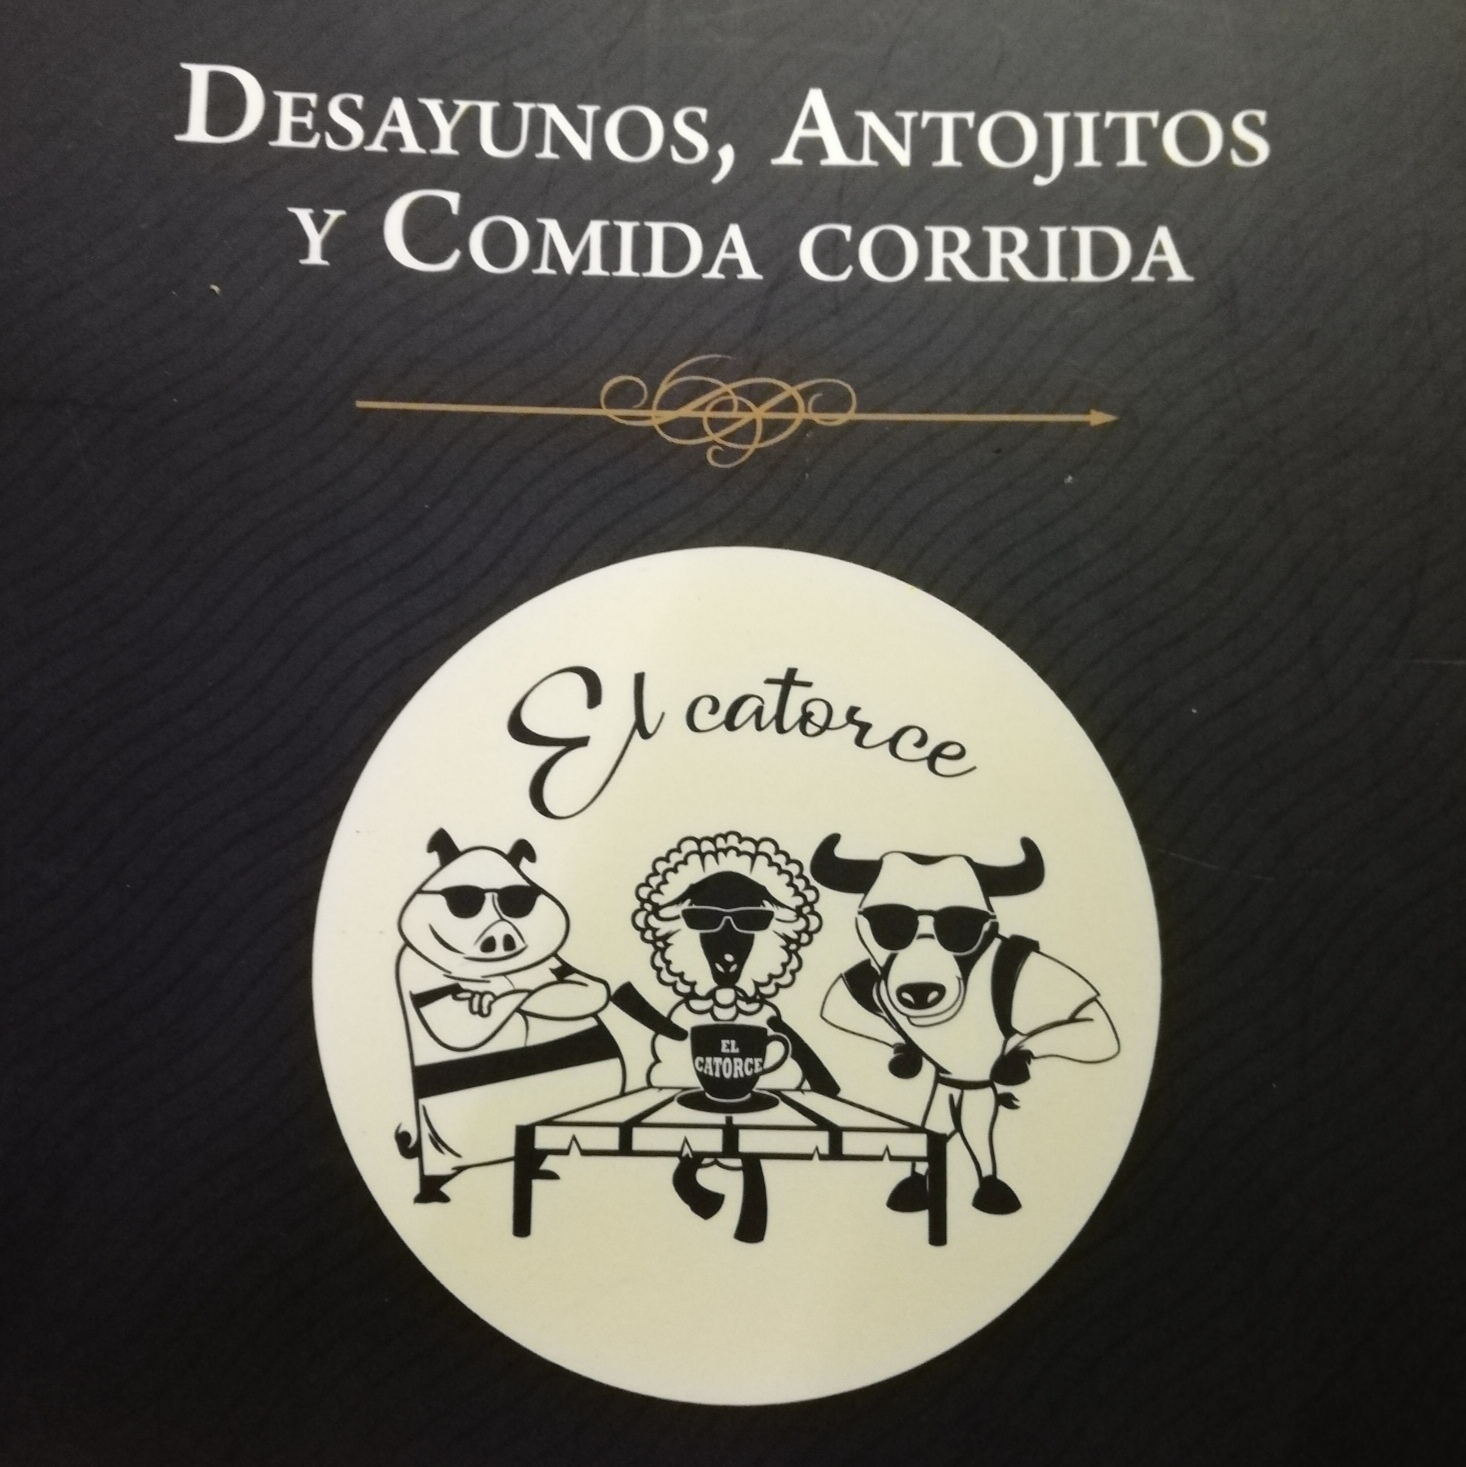 DESAYUNOS, ANTOJITOS
Y COMIDA CORRIDA
El catorce
EL
CATORCE